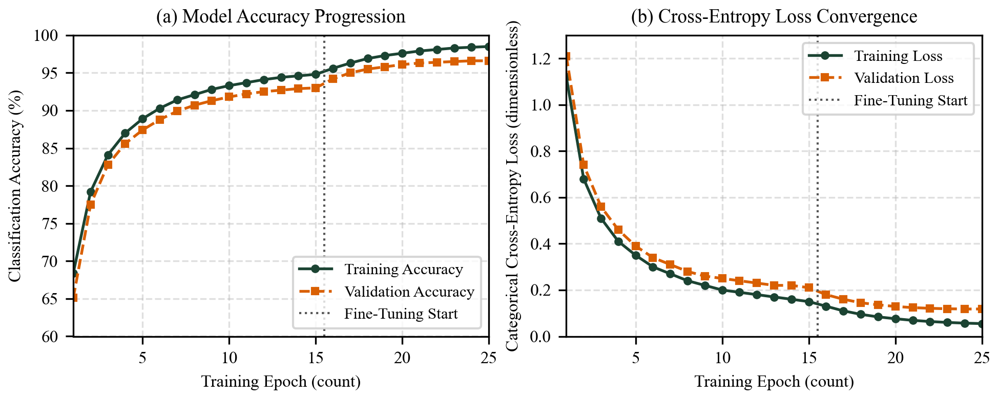 (a) Model Accuracy Progression
Classification Accuracy (%)
100
95
90
85
80
75
70
65
60
5
10
15
20
25
Training Epoch (count)
Training Accuracy
Validation Accuracy
Fine-Tuning Start
(b) Cross-Entropy Loss Convergence
Categorical Cross-Entropy Loss (dimensionless)
1.2
1.0
0.8
0.6
0.4
0.2
0.0
5
10
15
20
25
Training Epoch (count)
Training Loss
Validation Loss
Fine-Tuning Start